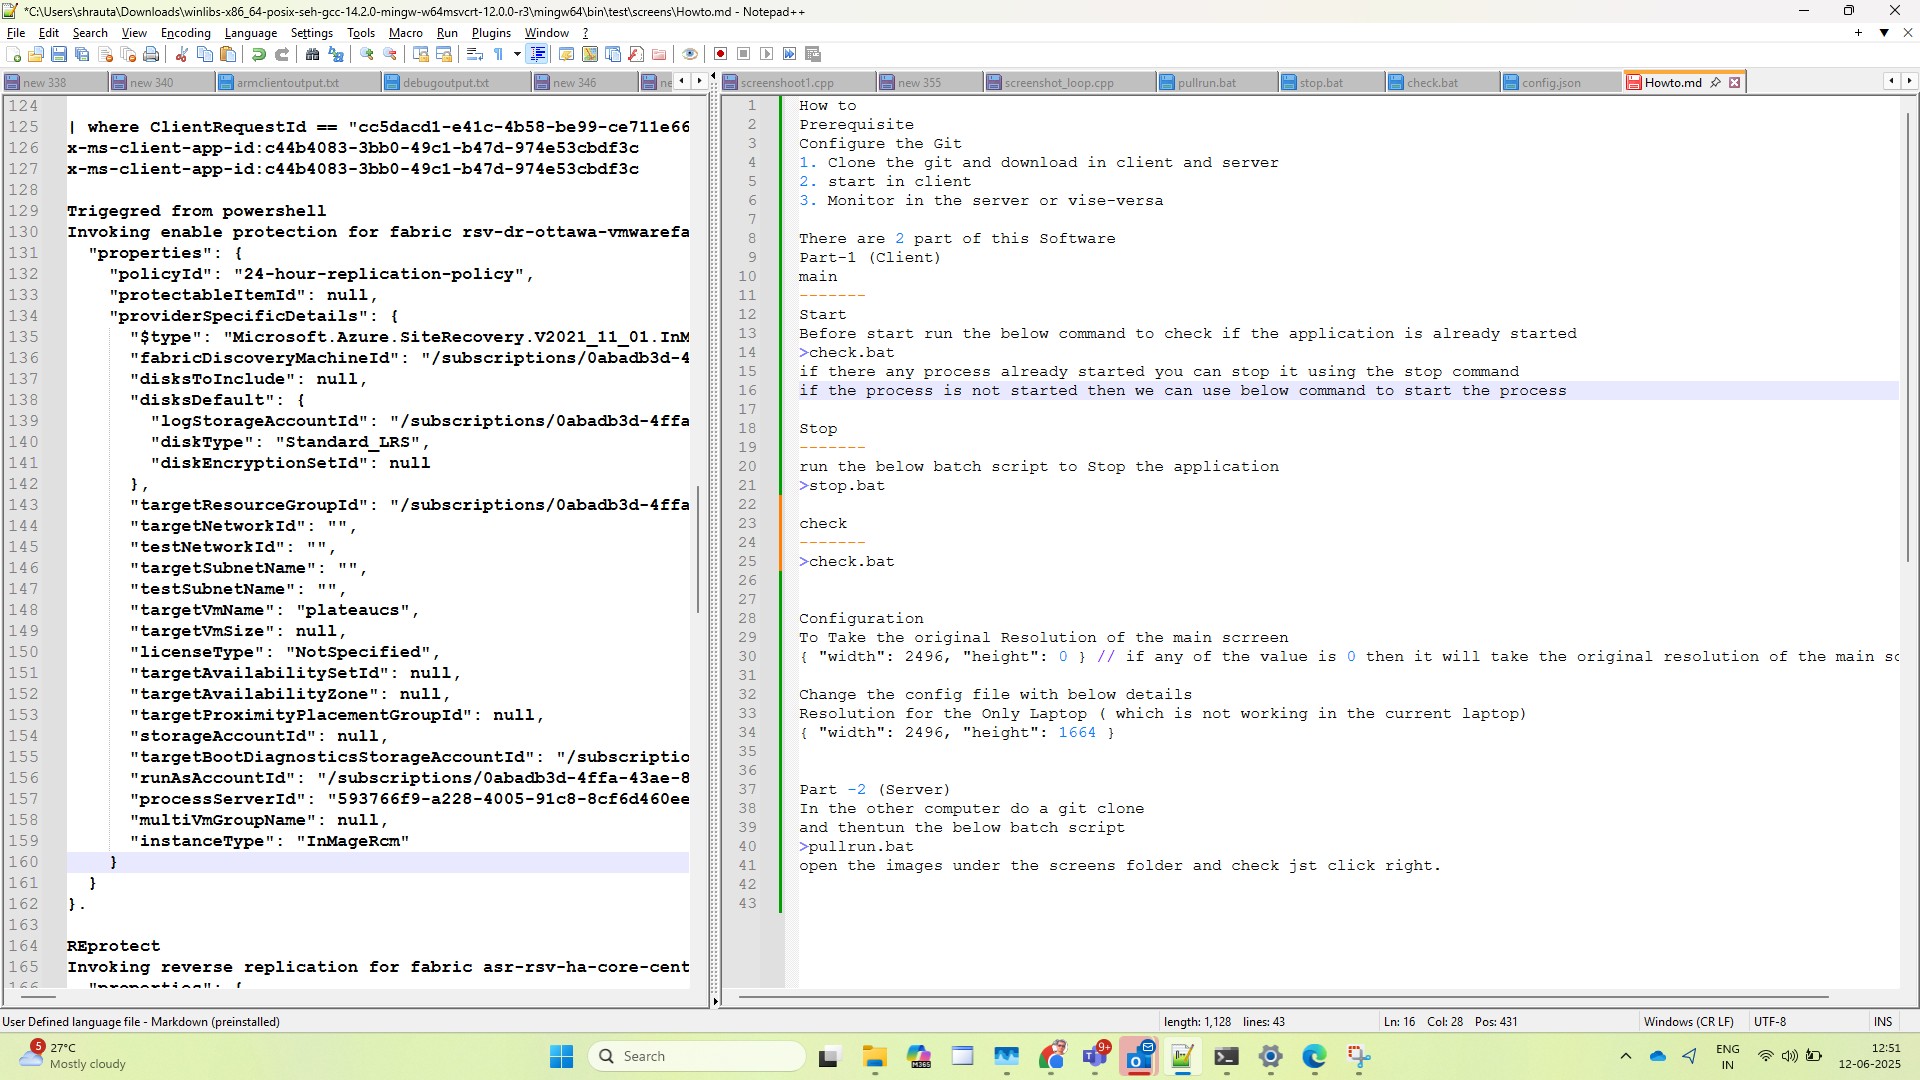 *C:\Users\shrauta\Downloads\winlibs-x86_64-posix-seh-gcc-14.2.0-mingw-w64msvcrt-12.0.0-r3\mingw64\bin\test\screens\Howto.md - Notepad++
File Edit Search View Encoding Language Settings Tools Macro Run Plugins Window ?
new 338 new 340 armclientoutput.txt debugoutput.txt new 346 ne screenshoot1.cpp new 355 screenshot_loop.cpp pullrun.bat stop.bat check.bat config.json Howto.md
124
125 | where ClientRequestId == "cc5dacd1-e41c-4b58-be99-ce711e66
126 x-ms-client-app-id:c44b4083-3bb0-49c1-b47d-974e53cbdf3c
127 x-ms-client-app-id:c44b4083-3bb0-49c1-b47d-974e53cbdf3c
128
129 Trigegred from powershell
130 Invoking enable protection for fabric rsv-dr-ottawa-vmwarefa
131 "properties": {
132 "policyId": "24-hour-replication-policy",
133 "protectableItemId": null,
134 "providerSpecificDetails": {
135 "$type": "Microsoft.Azure.SiteRecovery.V2021_11_01.InM
136 "fabricDiscoveryMachineId": "/subscriptions/0abadb3d-4
137 "disksToInclude": null,
138 "disksDefault": {
139 "logStorageAccountId": "/subscriptions/0abadb3d-4ffa
140 "diskType": "Standard_LRS",
141 "diskEncryptionSetId": null
142 },
143 "targetResourceGroupId": "/subscriptions/0abadb3d-4ffa
144 "targetNetworkId": "",
145 "testNetworkId": "",
146 "targetSubnetName": "",
147 "testSubnetName": "",
148 "targetVmName": "plateaucs",
149 "targetVmSize": null,
150 "licenseType": "NotSpecified",
151 "targetAvailabilitySetId": null,
152 "targetAvailabilityZone": null,
153 "targetProximityPlacementGroupId": null,
154 "storageAccountId": null,
155 "targetBootDiagnosticsStorageAccountId": "/subscriptio
156 "runAsAccountId": "/subscriptions/0abadb3d-4ffa-43ae-8
157 "processServerId": "593766f9-a228-4005-91c8-8cf6d460ee
158 "multiVmGroupName": null,
159 "instanceType": "InMageRcm"
160 }
161 }
162 }.
163
164 REprotect
165 Invoking reverse replication for fabric asr-rsv-ha-core-cent
166 "properties": {
1 How to
2 Prerequisite
3 Configure the Git
4 1. Clone the git and download in client and server
5 2. start in client
6 3. Monitor in the server or vise-versa
7
8 There are 2 part of this Software
9 Part-1 (Client)
10 main
11 -------
12 Start
13 Before start run the below command to check if the application is already started
14 >check.bat
15 if there any process already started you can stop it using the stop command
16 if the process is not started then we can use below command to start the process
17
18 Stop
19 -------
20 run the below batch script to Stop the application
21 >stop.bat
22
23 check
24 -------
25 >check.bat
26
27
28 Configuration
29 To Take the original Resolution of the main scrreen
30 { "width": 2496, "height": 0 } // if any of the value is 0 then it will take the original resolution of the main sc
31
32 Change the config file with below details
33 Resolution for the Only Laptop ( which is not working in the current laptop)
34 { "width": 2496, "height": 1664 }
35
36
37 Part -2 (Server)
38 In the other computer do a git clone
39 and thentun the below batch script
40 >pullrun.bat
41 open the images under the screens folder and check jst click right.
42
43
User Defined language file - Markdown (preinstalled) length: 1,128 lines: 43 Ln: 16 Col: 28 Pos: 431 Windows (CR LF) UTF-8 INS
5 27°C
Mostly cloudy
Search
M365
9+
ENG
IN
12:51
12-06-2025